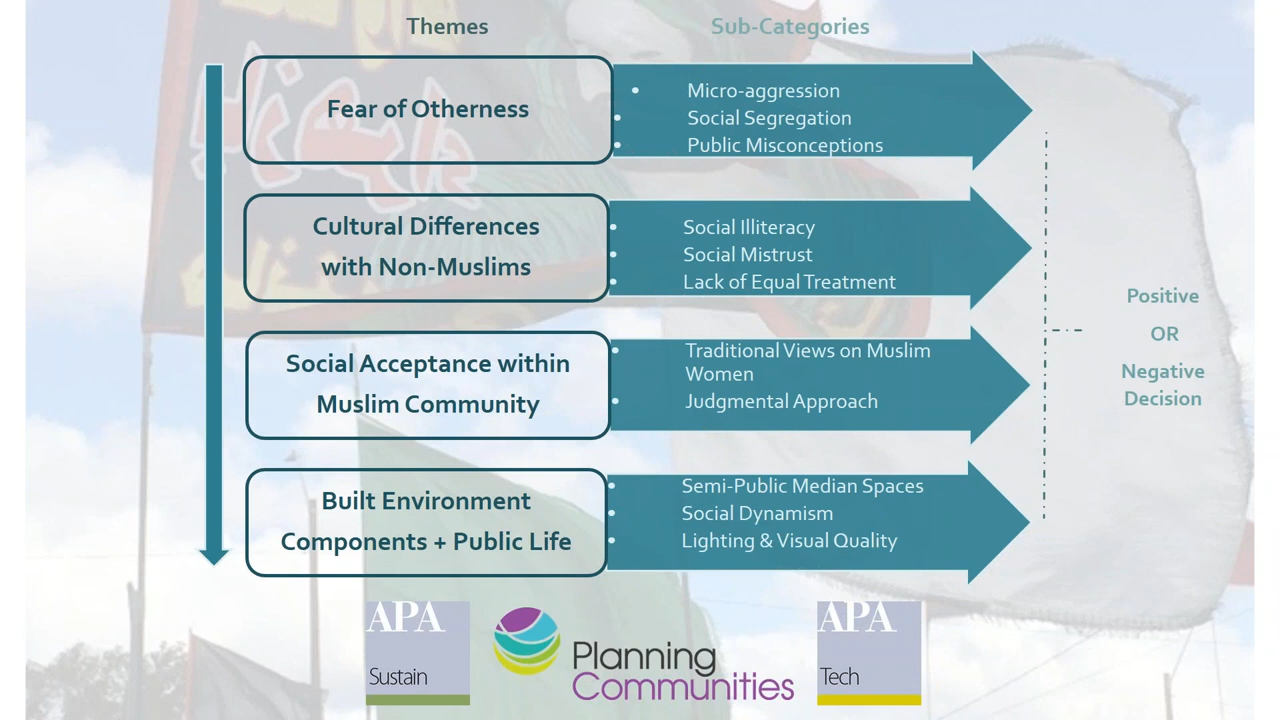 Themes
Sub-Categories
Fear of Otherness
• Micro-aggression
• Social Segregation
• Public Misconceptions
Cultural Differences
with Non-Muslims
• Social Illiteracy
• Social Mistrust
• Lack of Equal Treatment
Social Acceptance within
Muslim Community
• Traditional Views on Muslim
Women
• Judgmental Approach
Built Environment
Components + Public Life
• Semi-Public Median Spaces
• Social Dynamism
• Lighting & Visual Quality
Positive
OR
Negative
Decision
APA
Sustain
Planning
Communities
APA
Tech